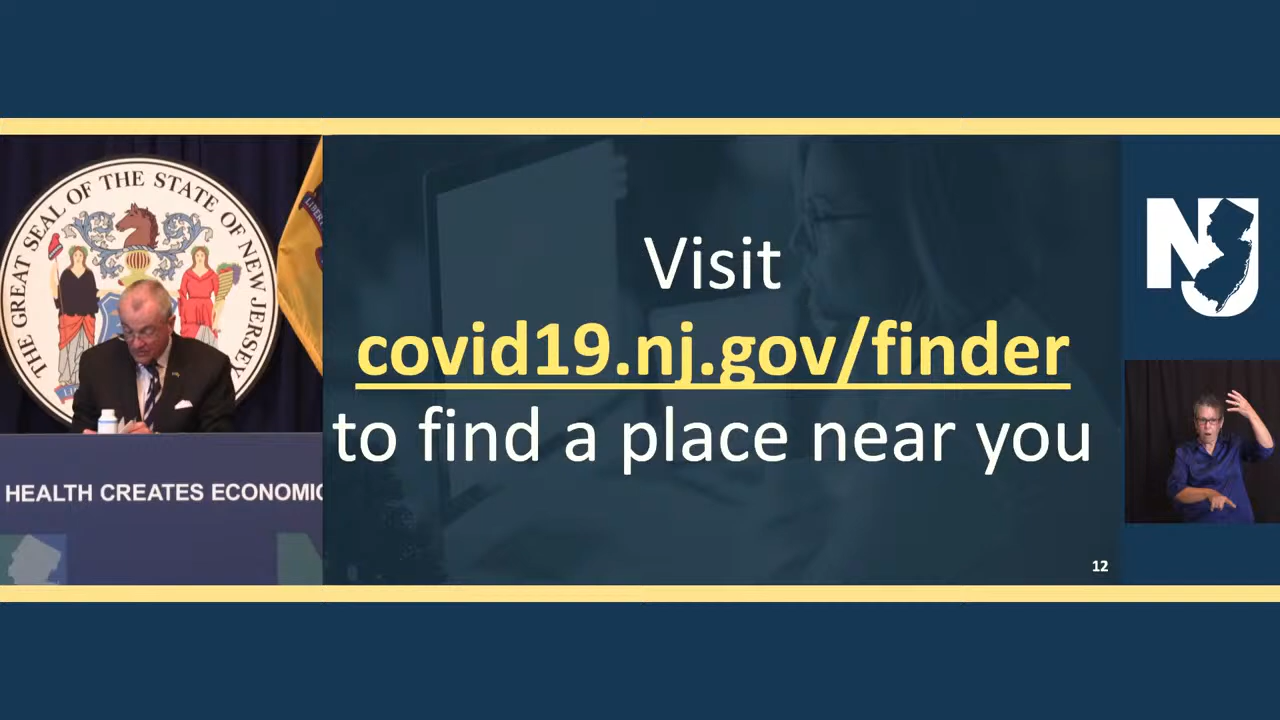 THE GREAT SEAL OF THE STATE OF NEW JERSEY
HEALTH CREATES ECONOMIC
Visit
covid19.nj.gov/finder
to find a place near you
12
NJ